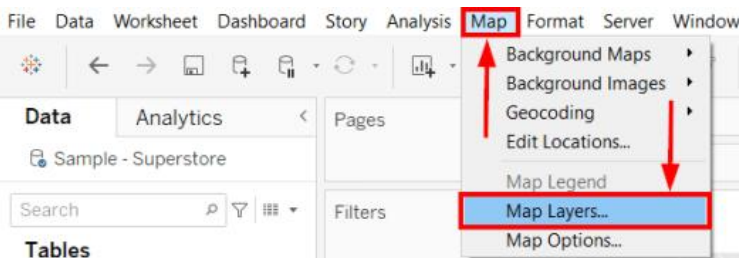 File Data Worksheet Dashboard Story Analysis Map Format Server Window
Background Maps
Background Images
Data Analytics
Pages
Geocoding
Edit Locations...
Sample - Superstore
Map Legend
Search
Filters
Map Layers...
Tables
Map Options...